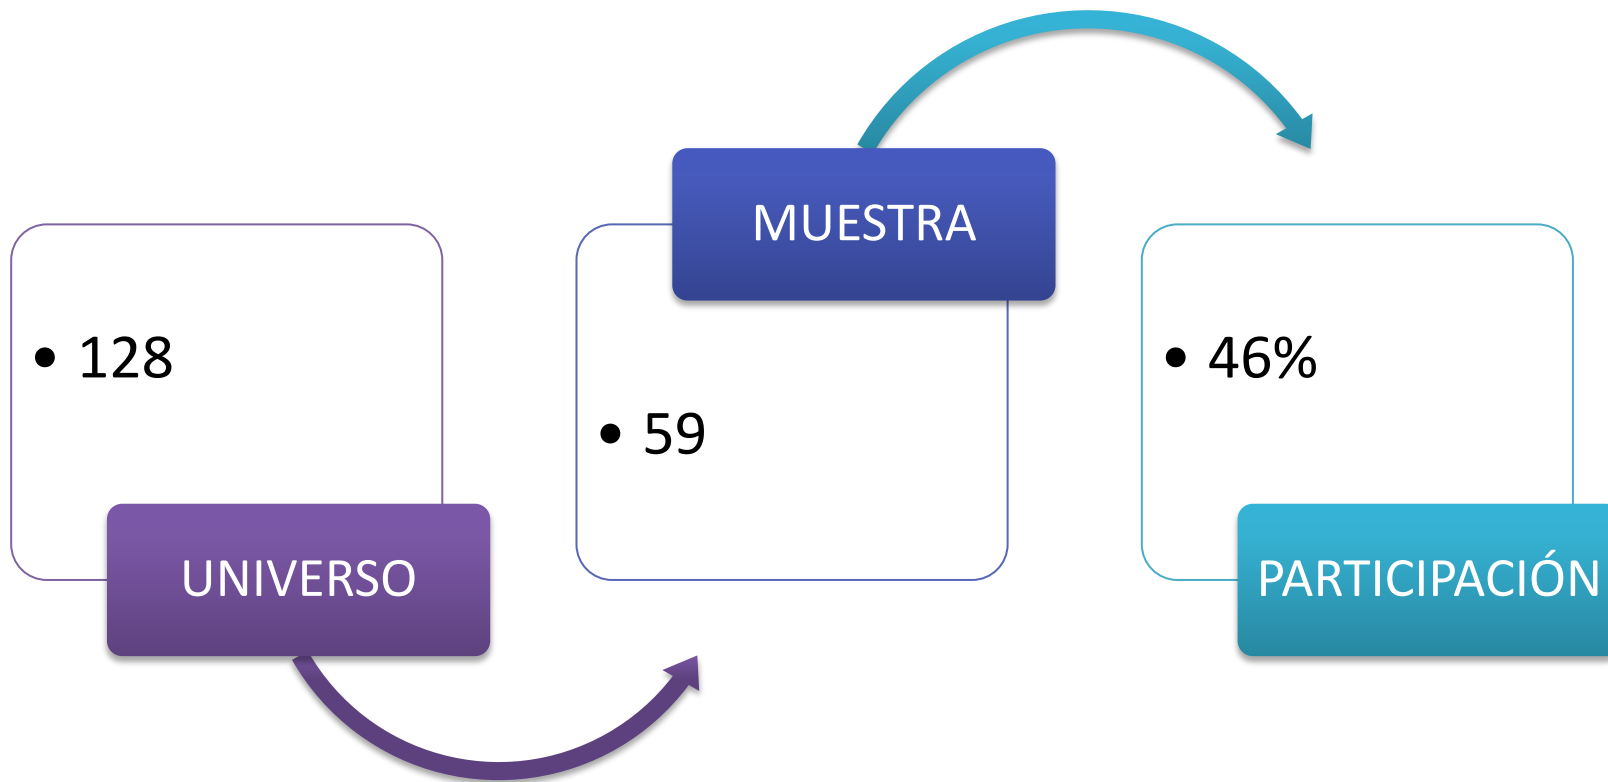 • 128
UNIVERSO
MUESTRA
• 59
• 46%
PARTICIPACIÓN